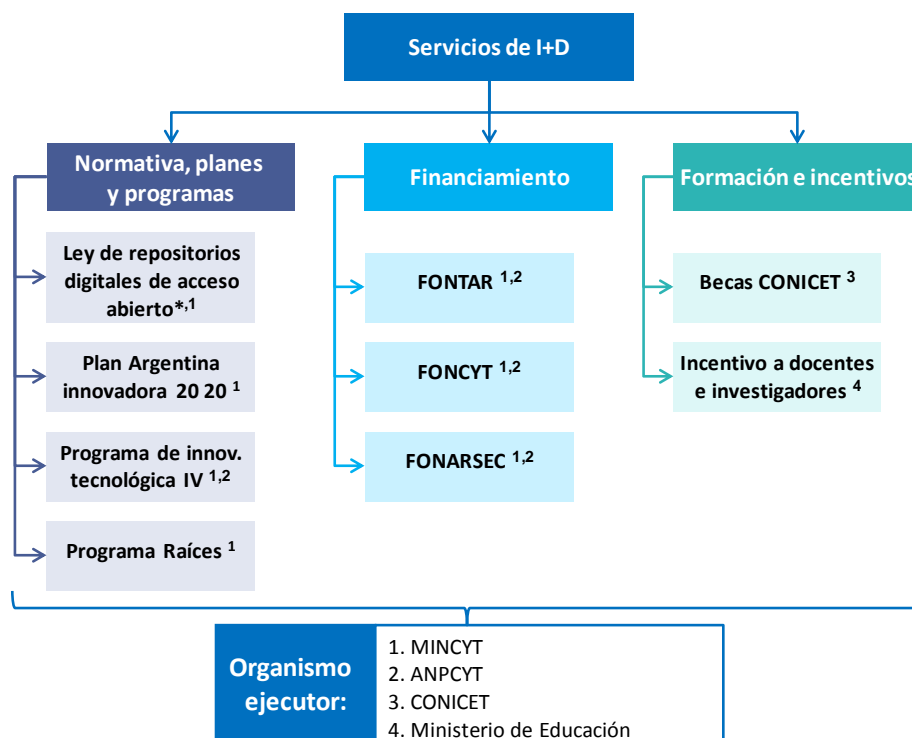 Servicios de I+D
Normativa, planes
y programas
Financiamiento
Formación e incentivos
Ley de repositorios
digitales de acceso
abierto*,1
Plan Argentina
innovadora 20 20 1
Programa de innov.
tecnológica IV 1,2
Programa Raíces 1
FONTAR 1,2
FONCYT 1,2
FONARSEC 1,2
Becas CONICET 3
Incentivo a docentes
e investigadores 4
Organismo
ejecutor:
1. MINCYT
2. ANPCYT
3. CONICET
4. Ministerio de Educación